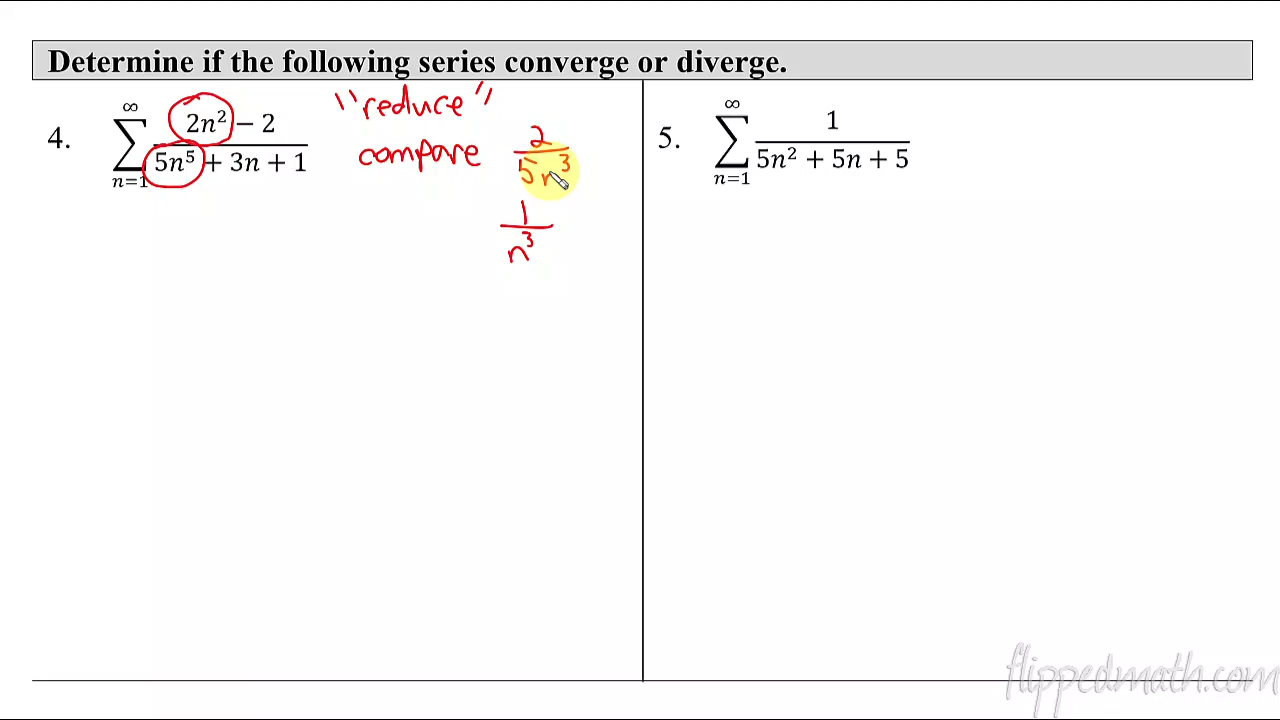 Determine if the following series converge or diverge.
4. ∞ ∑ n=1 (2n² − 2)/(5n⁵ + 3n + 1)
"reduce"
compare 2/(5n³)
1/n³
5. ∞ ∑ n=1 1/(5n² + 5n + 5)
flippedmath.com